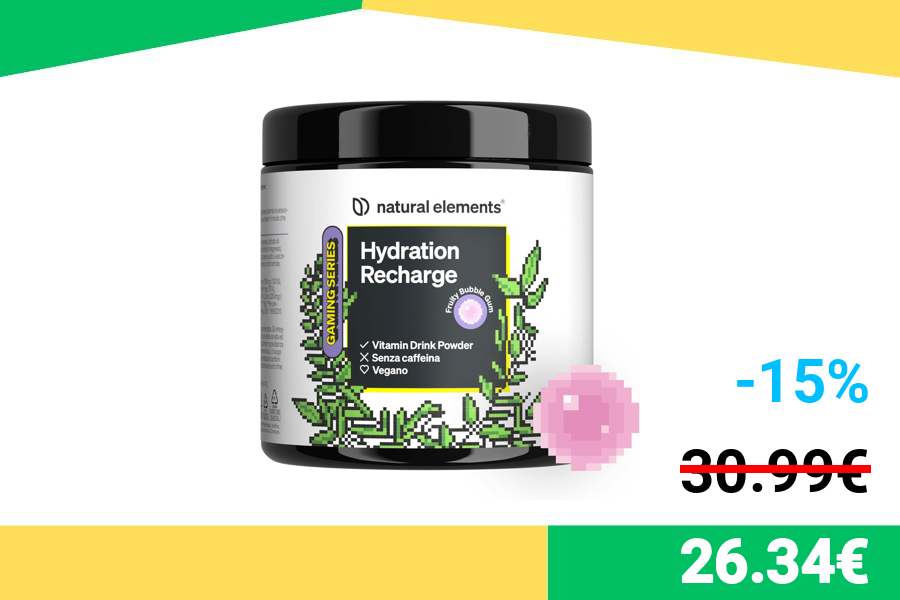 natural elements®
GAMING SERIES
Hydration
Recharge
Fruity Bubble Gum
Vitamin Drink Powder
Senza caffeina
Vegano
-15%
30.99€
26.34€